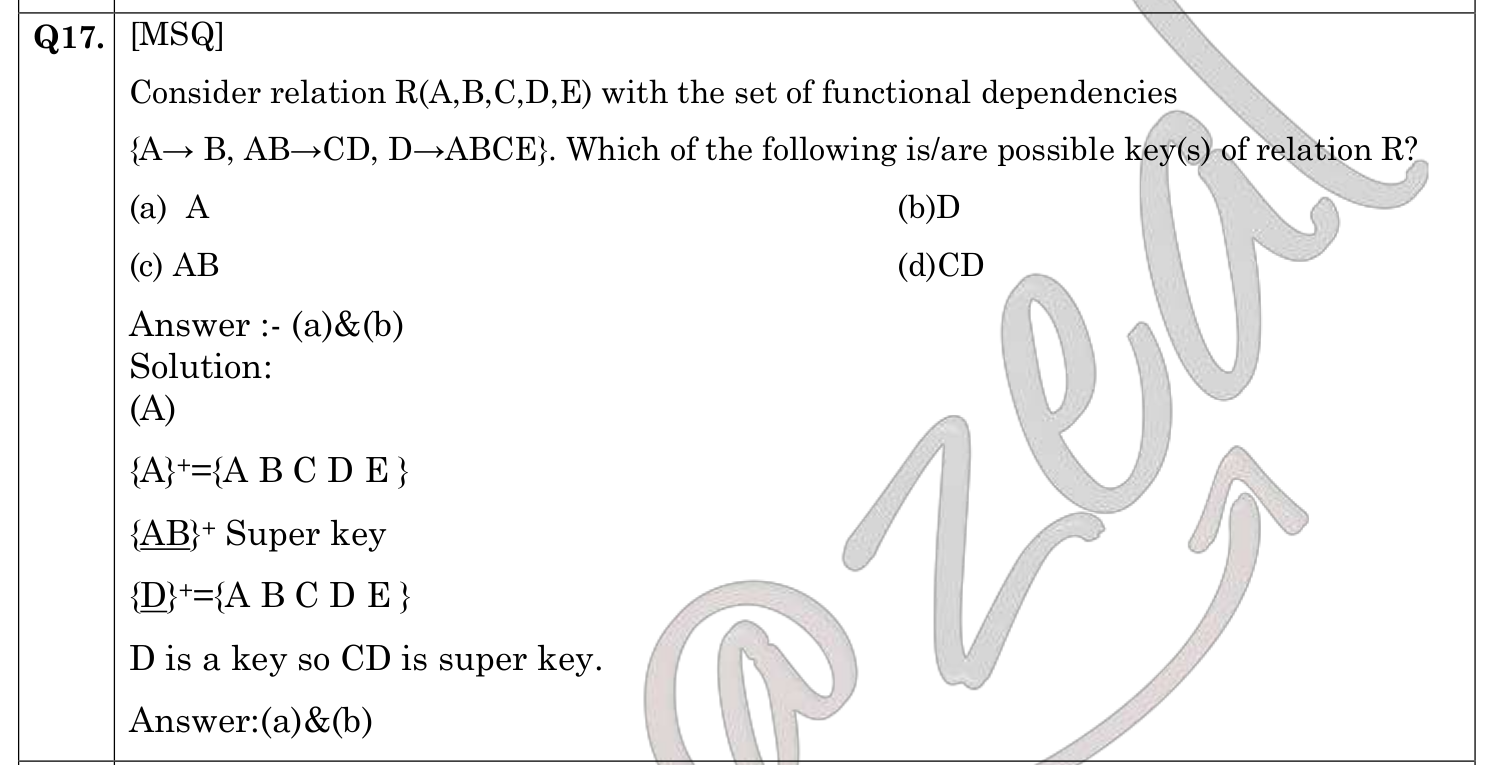 Q17. [MSQ]
Consider relation R(A,B,C,D,E) with the set of functional dependencies
{A→ B, AB→CD, D→ABCE}. Which of the following is/are possible key(s) of relation R?
(a) A (b)D
(c) AB (d)CD
Answer :- (a)&(b)
Solution:
(A)
{A}⁺={A B C D E }
{AB}⁺ Super key
{D}⁺={A B C D E }
D is a key so CD is super key.
Answer:(a)&(b)